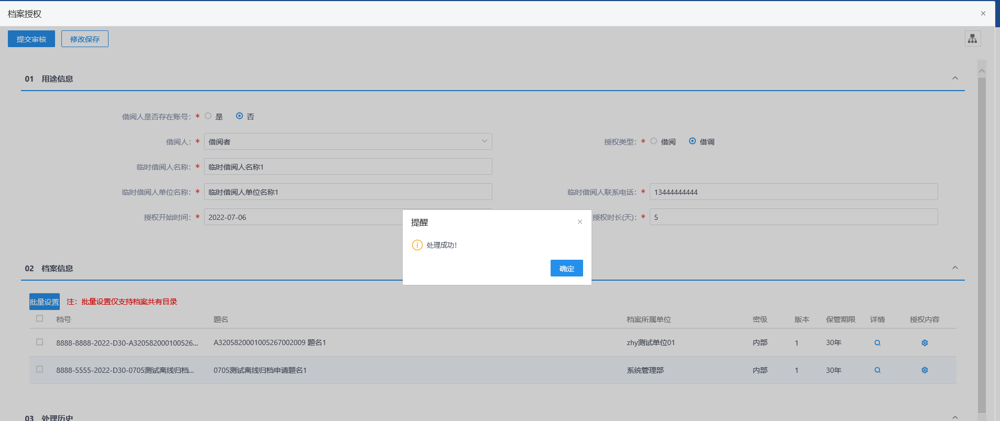 档案授权
提交审核 修改保存
01 用途信息
借阅人是否存在账号：* 是 否
借阅人：* 借阅者 授权类型：* 借阅 借调
临时借阅人名称：* 临时借阅人名称1
临时借阅人单位名称：* 临时借阅人单位名称1 临时借阅人联系电话：* 13444444444
授权开始时间：* 2022-07-06 授权时长(天)：* 5
提醒
处理成功！
确定
02 档案信息
批量设置 注：批量设置仅支持档案共有目录
档号 题名 档案所属单位 密级 版本 保管期限 详情 授权内容
8888-8888-2022-D30-A320582000100526... A3205820001005267002009 题名1 zhy测试单位01 内部 1 30年
8888-5555-2022-D30-0705测试离线归档... 0705测试离线归档申请题名1 系统管理部 内部 1 30年
03 处理历史